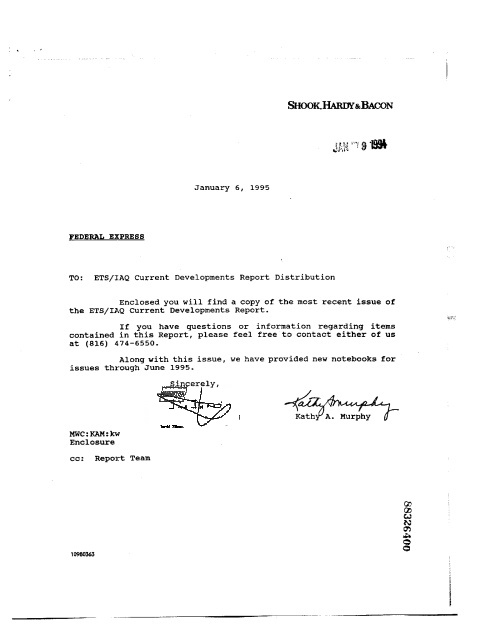 SHOOK, HARDY & BACON
JAN 9 1994
January 6, 1995
FEDERAL EXPRESS
TO: ETS/IAQ Current Developments Report Distribution
Enclosed you will find a copy of the most recent issue of
the ETS/IAQ Current Developments Report.
If you have questions or information regarding items
contained in this Report, please feel free to contact either of us
at (816) 474-6550.
Along with this issue, we have provided new notebooks for
issues through June 1995.
Sincerely,
Kathy A Murphy
Kathy A. Murphy
MWC:KAM:kw
Enclosure
cc: Report Team
88326400
10980363